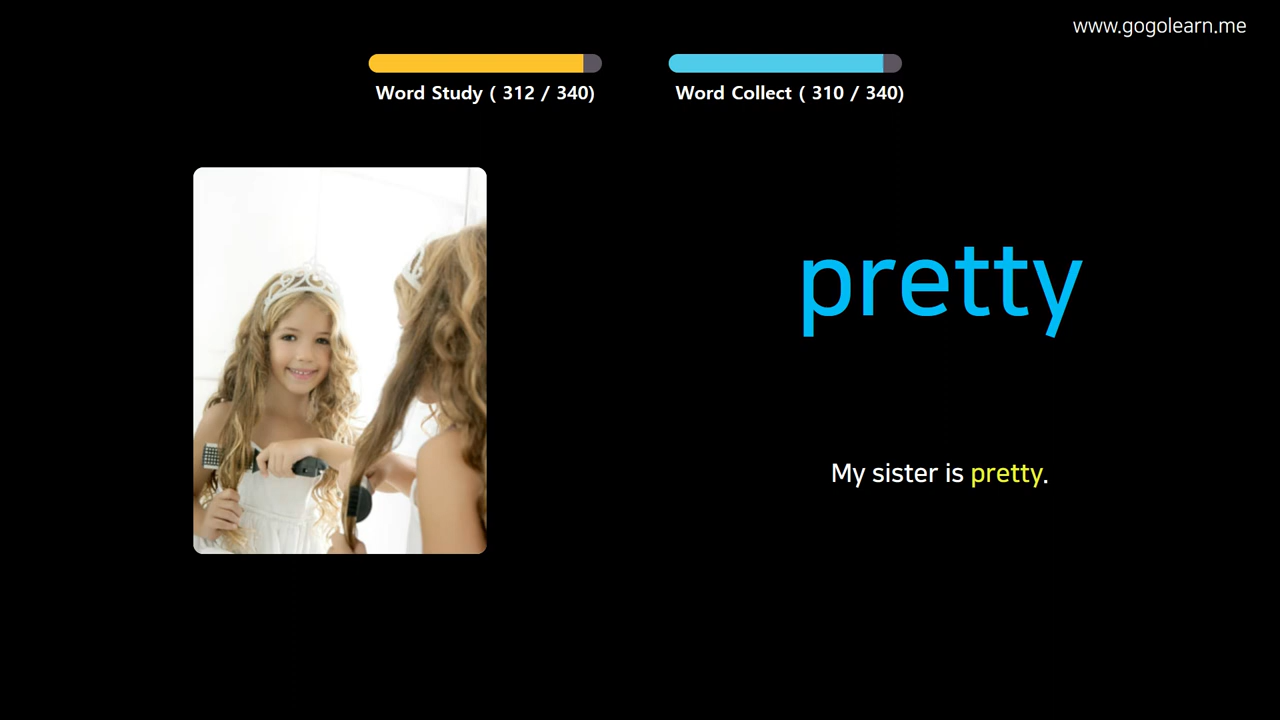 www.gogolearn.me
Word Study ( 312 / 340)
Word Collect ( 310 / 340)
pretty
My sister is pretty.